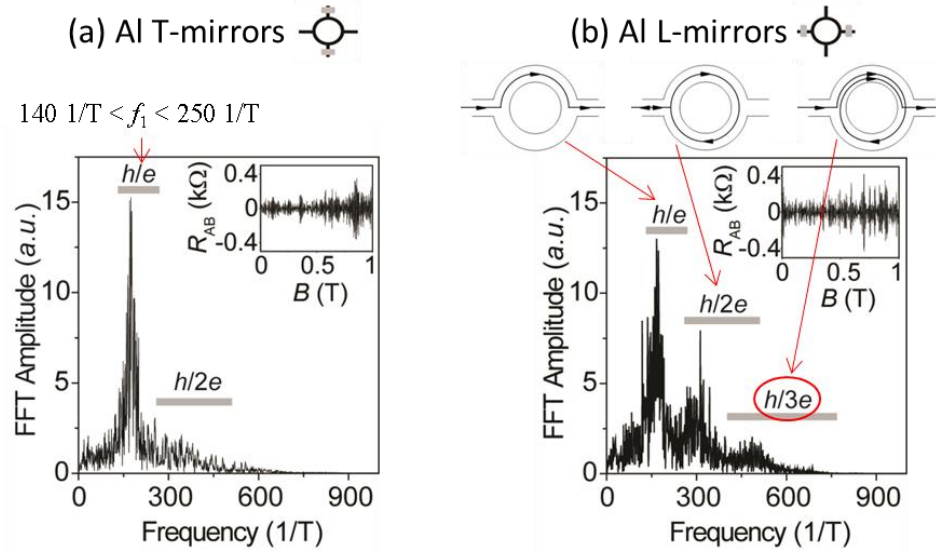 (a) Al T-mirrors
(b) Al L-mirrors
140 1/T < f₁ < 250 1/T
h/e
h/2e
15
10
5
0
FFT Amplitude (a.u.)
0 300 600 900
Frequency (1/T)
0.4
0
-0.4
R_AB (kΩ)
0 0.5 1
B (T)
h/e
h/2e
h/3e
15
10
5
0
FFT Amplitude (a.u.)
0 300 600 900
Frequency (1/T)
0.4
0
-0.4
R_AB (kΩ)
0 0.5 1
B (T)